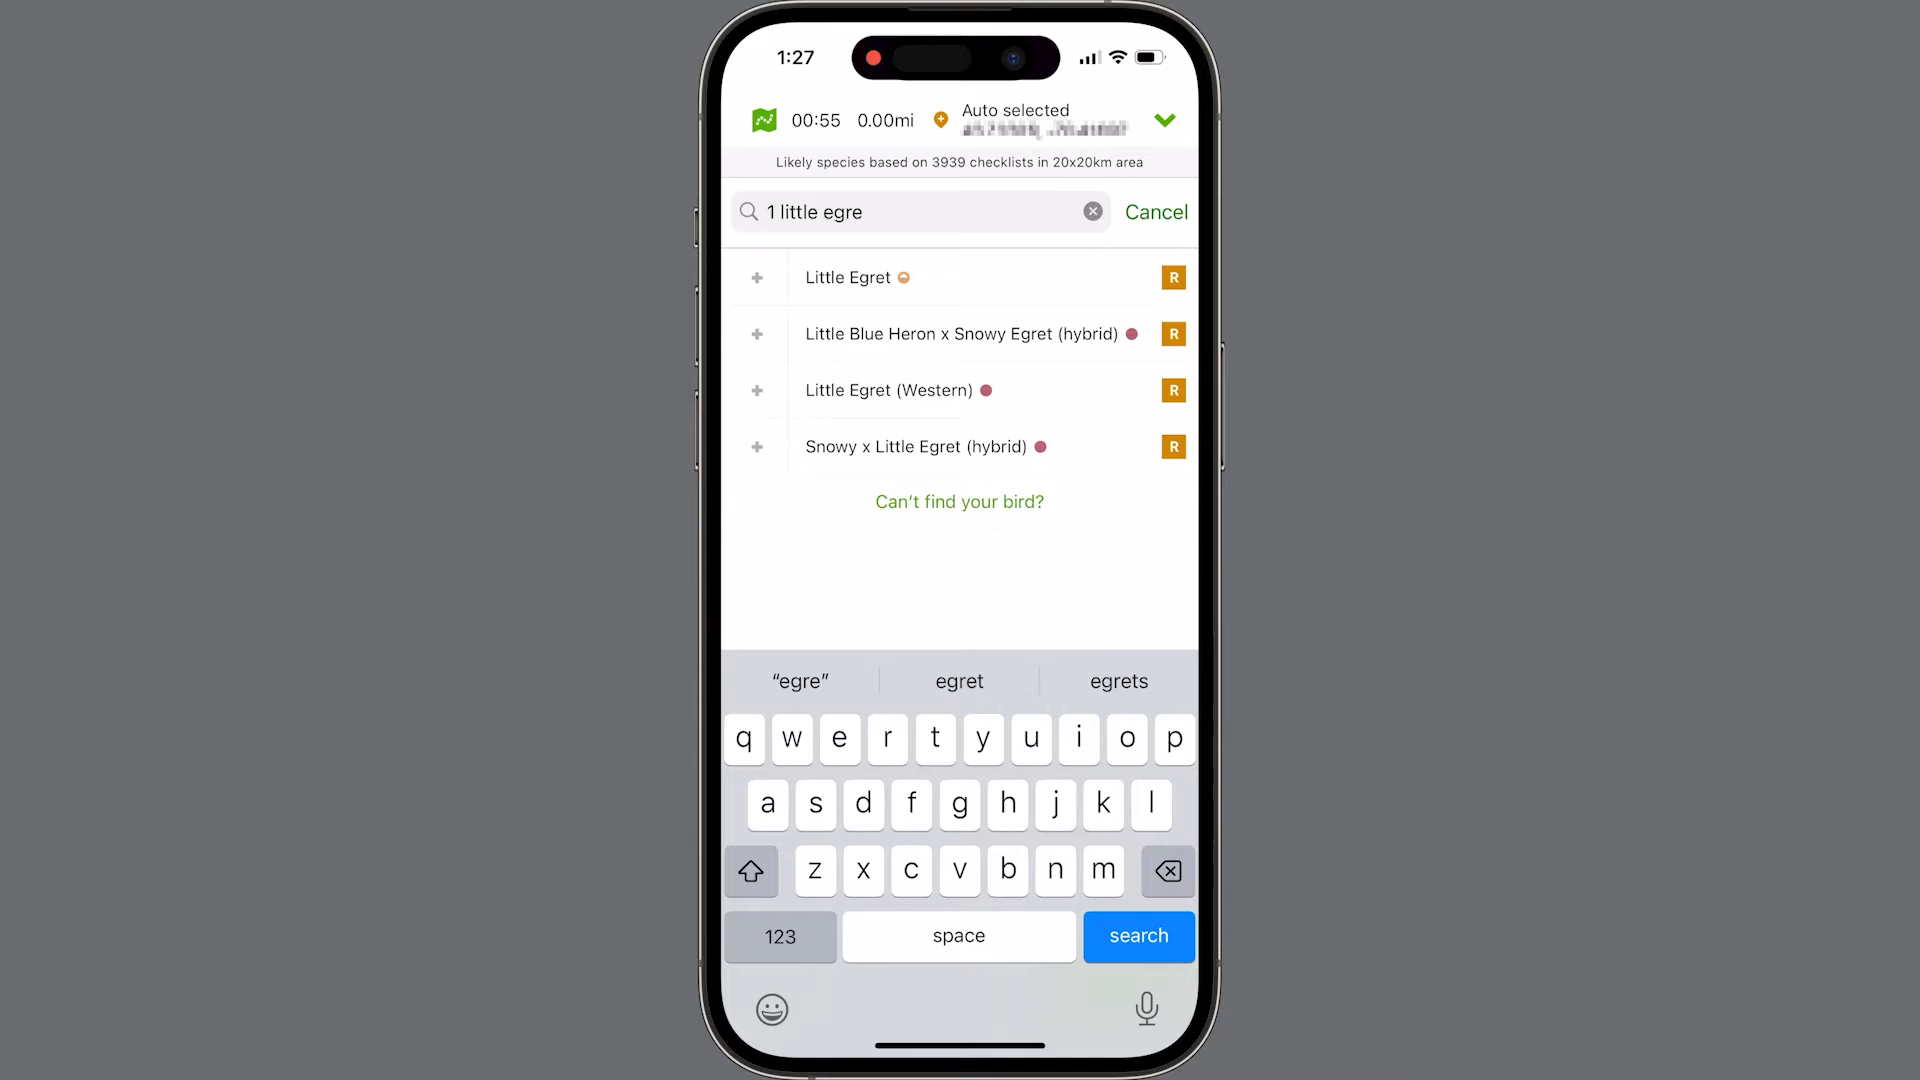 1:27
00:55 0.00mi Auto selected
Likely species based on 3939 checklists in 20x20km area
1 little egre Cancel
Little Egret R
Little Blue Heron x Snowy Egret (hybrid) R
Little Egret (Western) R
Snowy x Little Egret (hybrid) R
Can't find your bird?
“egre” egret egrets
q w e r t y u i o p
a s d f g h j k l
z x c v b n m
123 space search